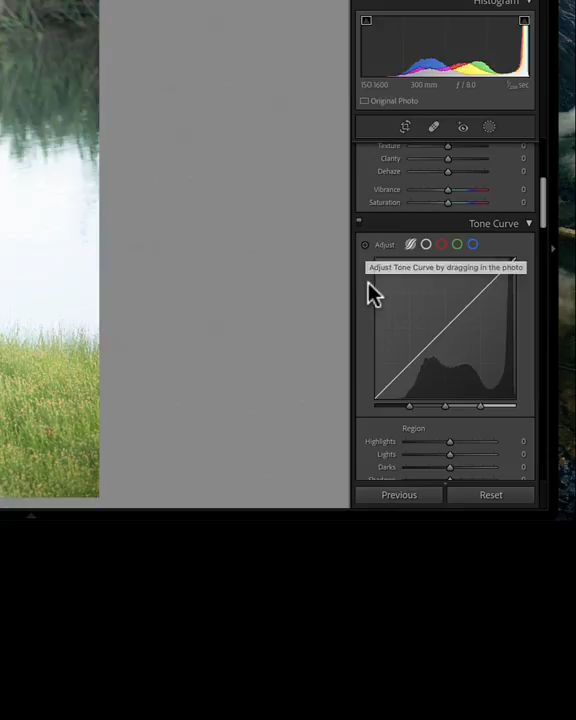 Histogram
ISO 1600 300 mm ƒ / 8.0 sec
Original Photo
Texture 0
Clarity 0
Dehaze 0
Vibrance 0
Saturation 0
Tone Curve
Adjust:
Adjust Tone Curve by dragging in the photo
Region
Highlights 0
Lights 0
Darks 0
Shadows
Previous Reset